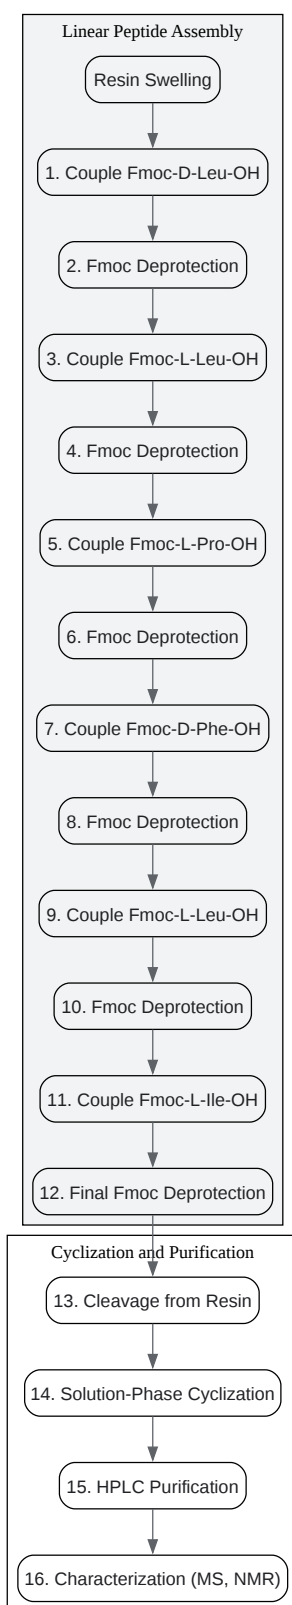 Linear Peptide Assembly
Resin Swelling
1. Couple Fmoc-D-Leu-OH
2. Fmoc Deprotection
3. Couple Fmoc-L-Leu-OH
4. Fmoc Deprotection
5. Couple Fmoc-L-Pro-OH
6. Fmoc Deprotection
7. Couple Fmoc-D-Phe-OH
8. Fmoc Deprotection
9. Couple Fmoc-L-Leu-OH
10. Fmoc Deprotection
11. Couple Fmoc-L-Ile-OH
12. Final Fmoc Deprotection
Cyclization and Purification
13. Cleavage from Resin
14. Solution-Phase Cyclization
15. HPLC Purification
16. Characterization (MS, NMR)